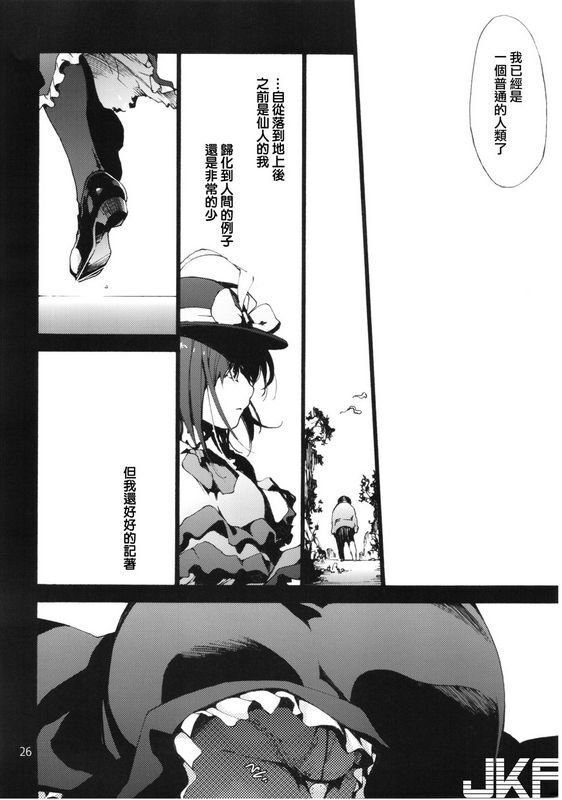 我已經是
一個普通的人類了
…自從落到地上後
之前是仙人的我
歸化到人間的例子
還是非常的少
但我還好好的記著
26
JKF